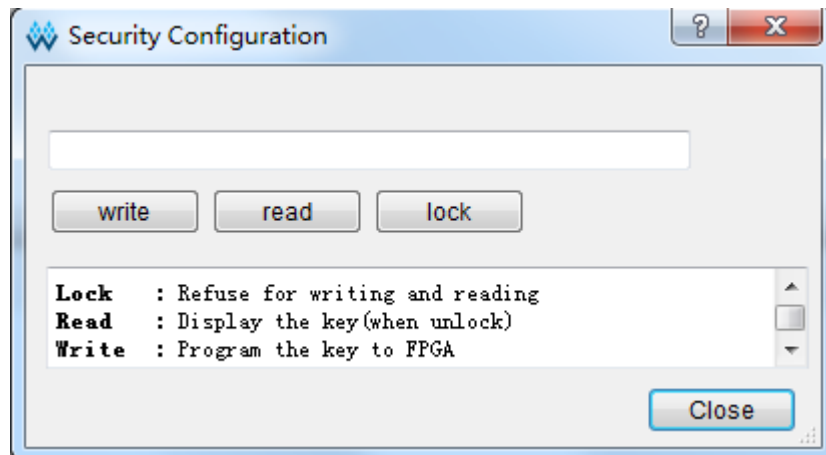 Security Configuration
write read lock
Lock : Refuse for writing and reading
Read : Display the key(when unlock)
Write : Program the key to FPGA
Close